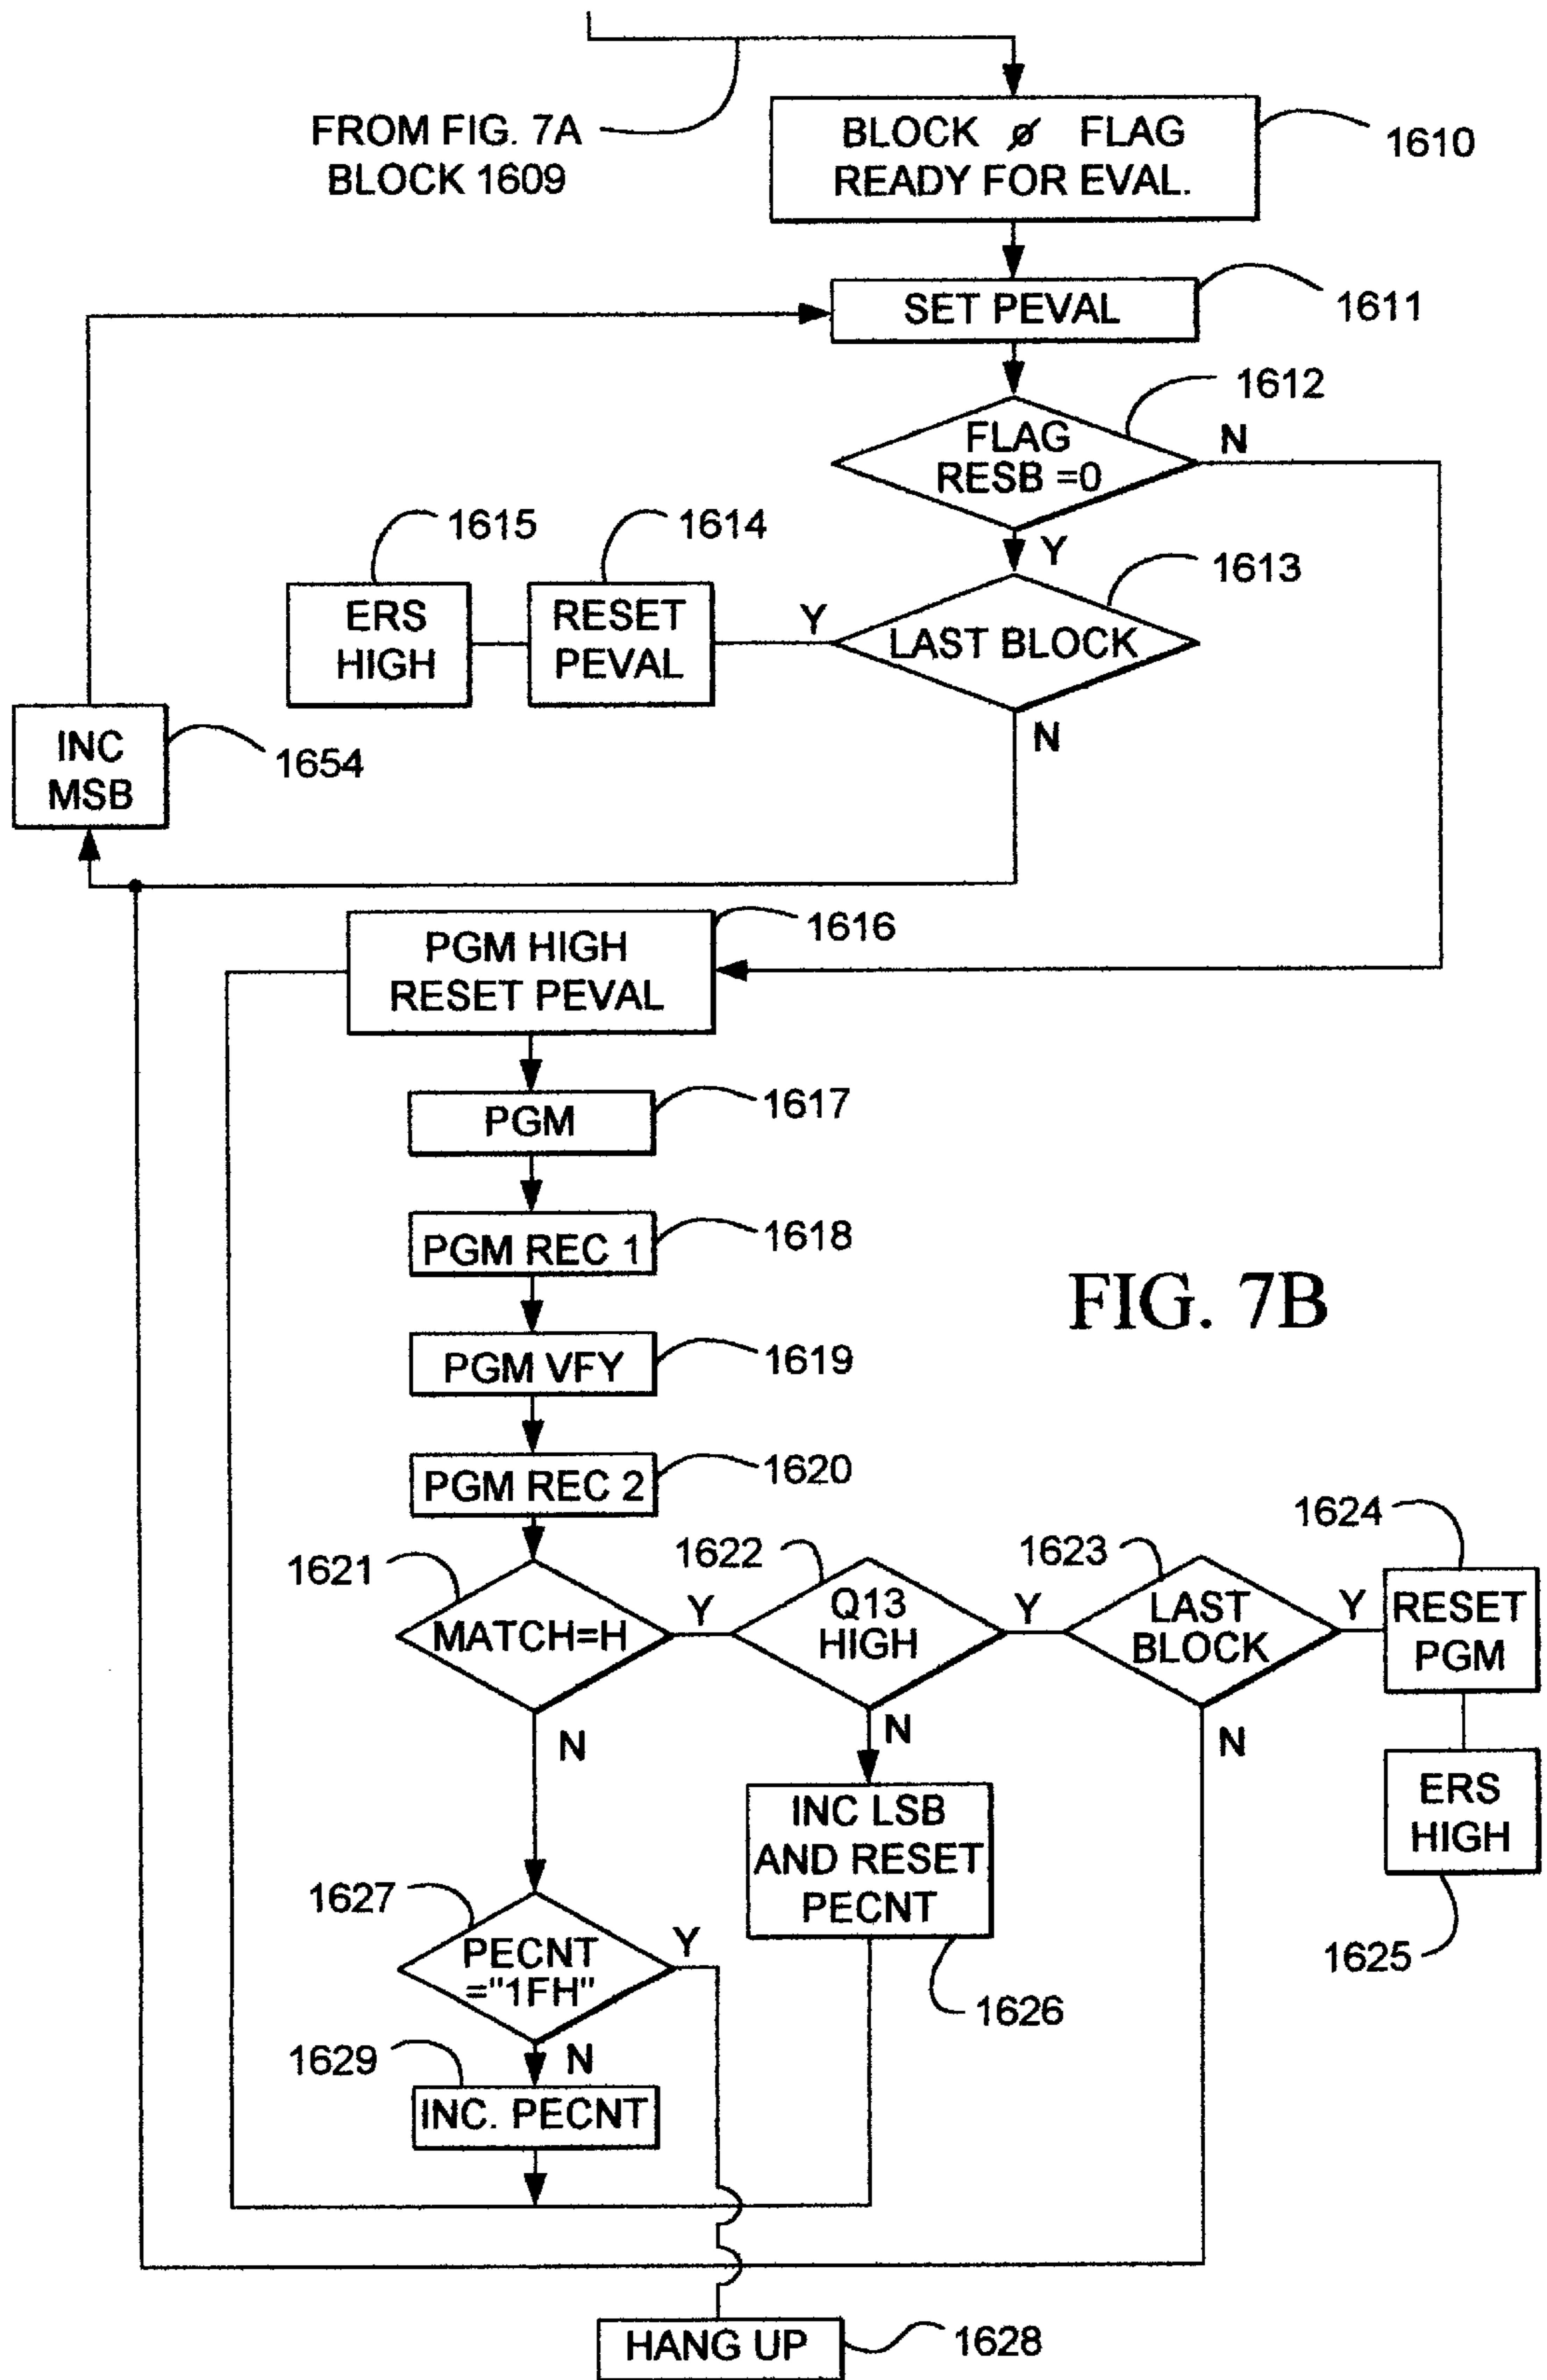 FROM FIG. 7A
BLOCK 1609
BLOCK ø FLAG
READY FOR EVAL.
1610
SET PEVAL
1611
1612
FLAG
RESB =0
N
Y
1615
1614
1613
ERS
HIGH
RESET
PEVAL
Y
LAST BLOCK
N
INC
MSB
1654
PGM HIGH
RESET PEVAL
1616
PGM
1617
PGM REC 1
1618
FIG. 7B
PGM VFY
1619
PGM REC 2
1620
1621
1622
1623
1624
MATCH=H
Y
Q13
HIGH
Y
LAST
BLOCK
Y
RESET
PGM
N
N
N
INC LSB
AND RESET
PECNT
ERS
HIGH
1627
PECNT
="1FH"
Y
1625
1626
1629
N
INC. PECNT
HANG UP
1628